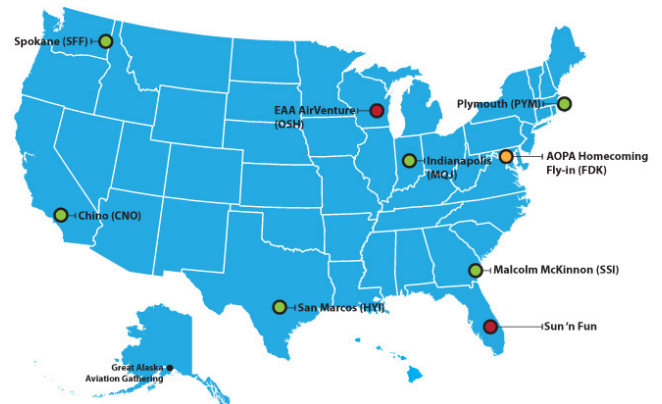 Spokane (SFF)
EAA AirVenture
(OSH)
Plymouth (PYM)
Indianapolis
(MQJ)
AOPA Homecoming
Fly-in (FDK)
Chino (CNO)
Malcolm McKinnon (SSI)
San Marcos (HYI)
Sun 'n Fun
Great Alaska
Aviation Gathering